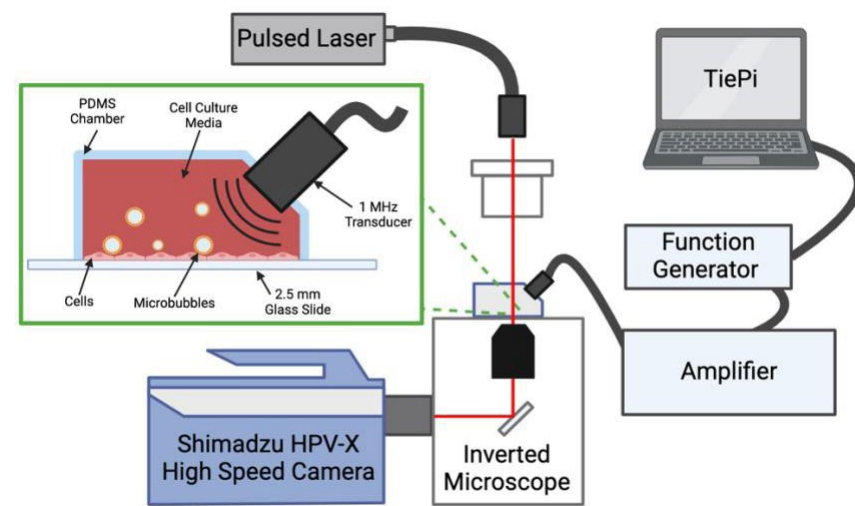 Pulsed Laser
TiePi
PDMS
Chamber
Cell Culture
Media
1 MHz
Transducer
Cells
Microbubbles
2.5 mm
Glass Slide
Function
Generator
Amplifier
Shimadzu HPV-X
High Speed Camera
Inverted
Microscope